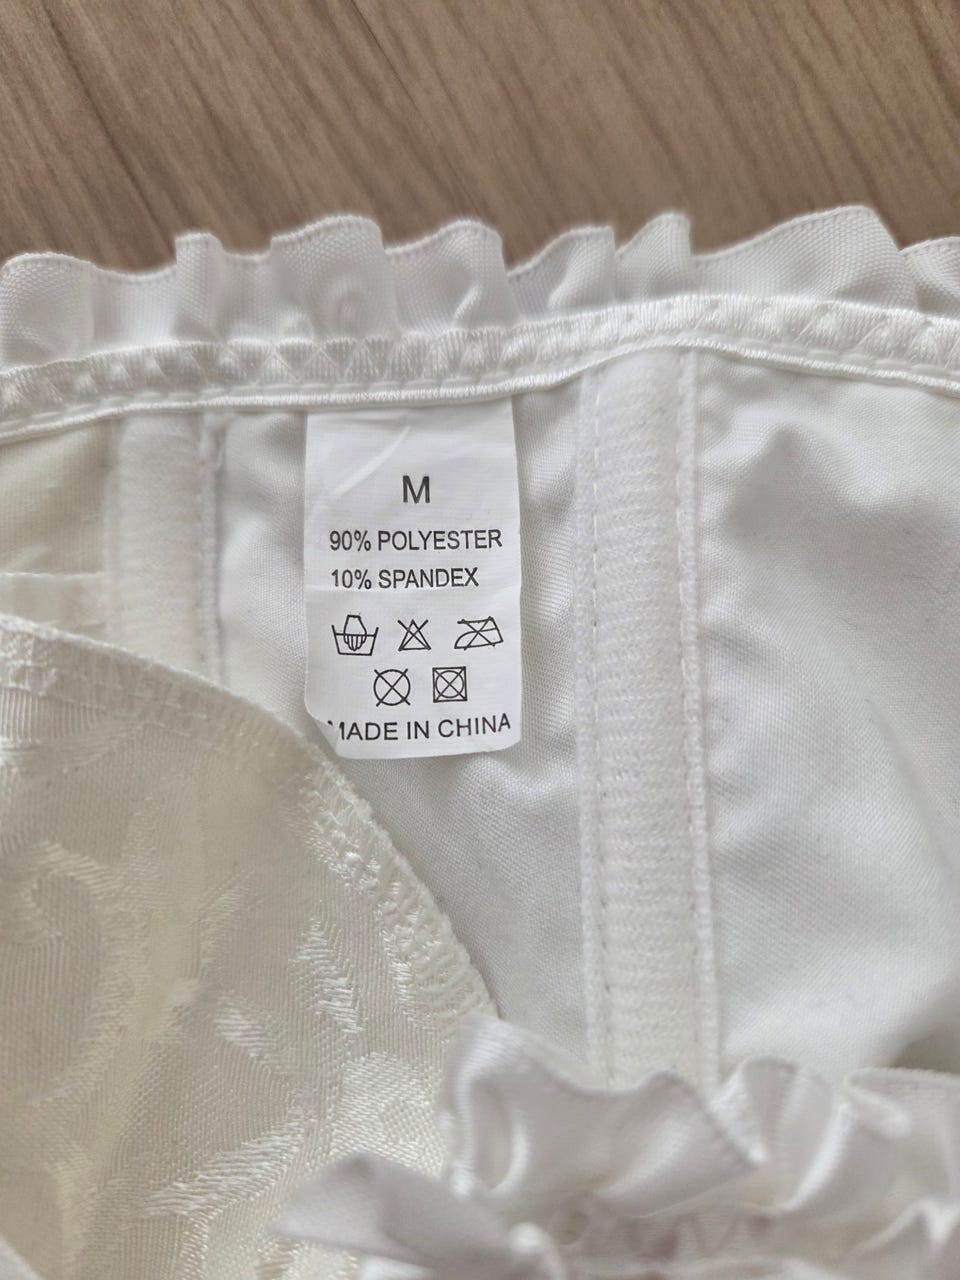 M
90% POLYESTER
10% SPANDEX
MADE IN CHINA